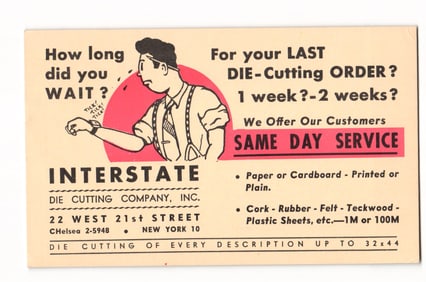 How long
did you
WAIT ?
For your LAST
DIE-Cutting ORDER?
1 week?-2 weeks?
TICK!
TICK!
TICK!
We Offer Our Customers
SAME DAY SERVICE
INTERSTATE
DIE CUTTING COMPANY, INC.
22 WEST 21st STREET
CHelsea 2-5948 • NEW YORK 10
• Paper or Cardboard - Printed or
Plain.
• Cork - Rubber - Felt - Teckwood -
Plastic Sheets, etc.—1M or 100M
DIE CUTTING OF EVERY DESCRIPTION UP TO 32x44